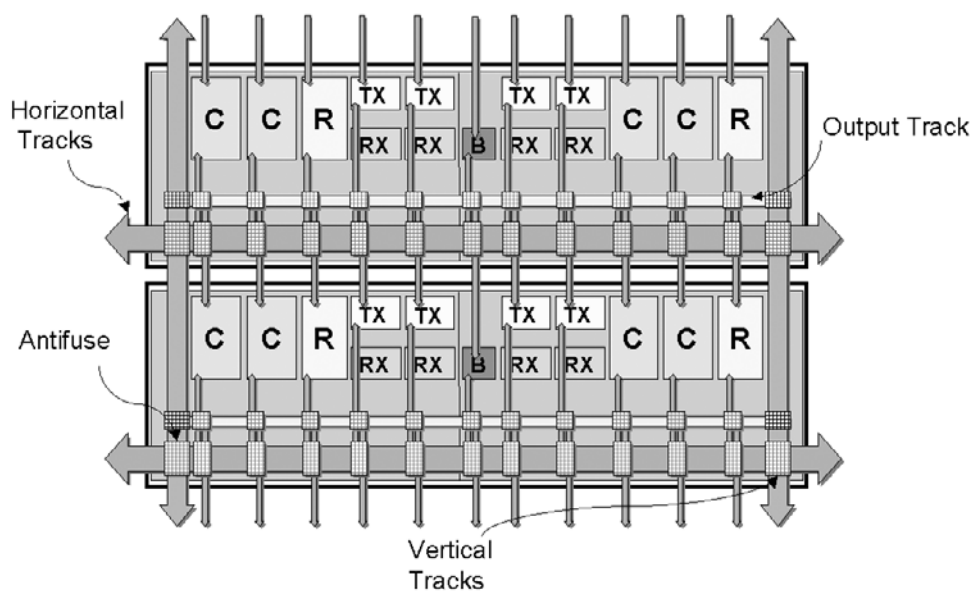 Horizontal
Tracks
C C R TX TX TX TX C C R
Output Track
RX RX B RX RX
Antifuse
C C R TX TX TX TX C C R
RX RX B RX RX
Vertical
Tracks